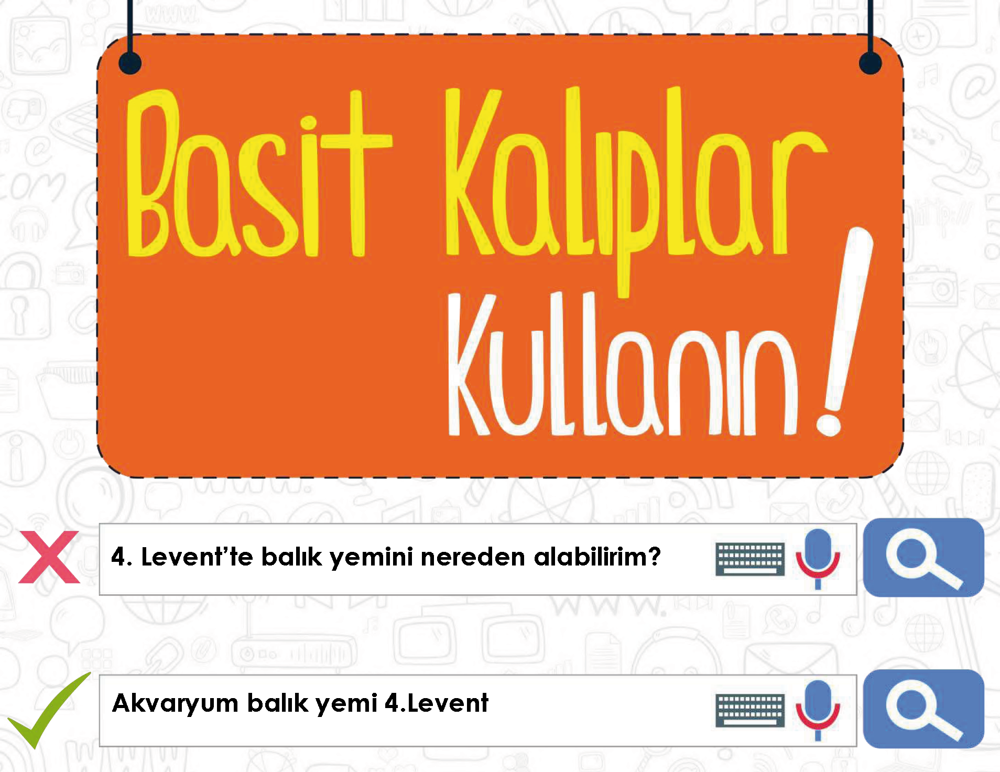 Basit Kalıplar
Kullanın!
4. Levent’te balık yemini nereden alabilirim?
Akvaryum balık yemi 4.Levent